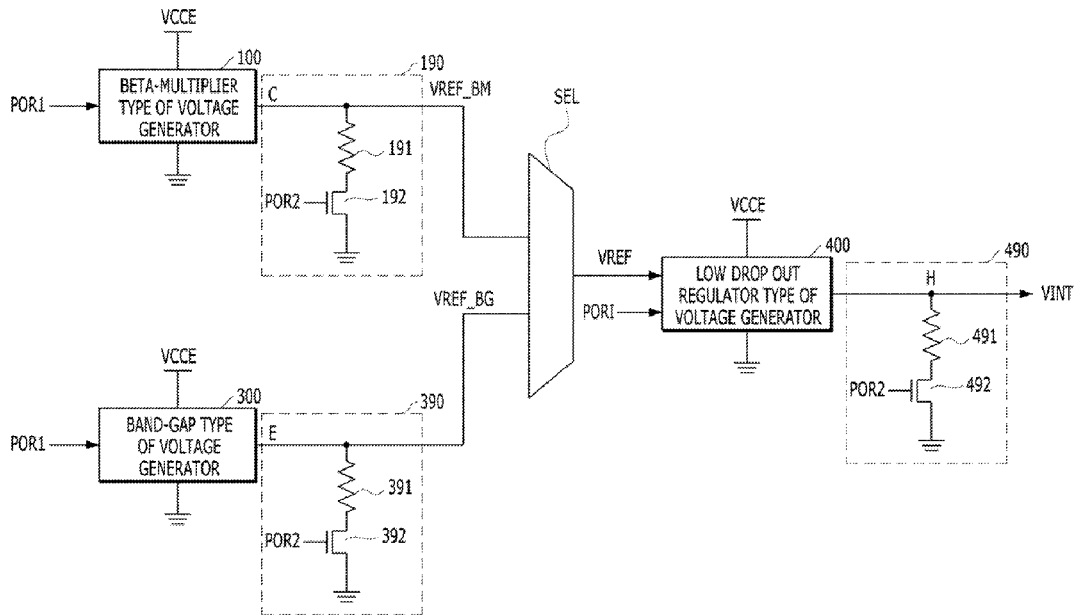 VCCE
100
BETA-MULTIPLIER
TYPE OF VOLTAGE
GENERATOR
POR1
190
C
VREF_BM
191
POR2
192
SEL
VREF
VREF_BG
VCCE
400
LOW DROP OUT
REGULATOR TYPE OF
VOLTAGE GENERATOR
PORI
490
H
VINT
491
POR2
492
VCCE
300
BAND-GAP TYPE
OF VOLTAGE
GENERATOR
POR1
390
E
391
POR2
392